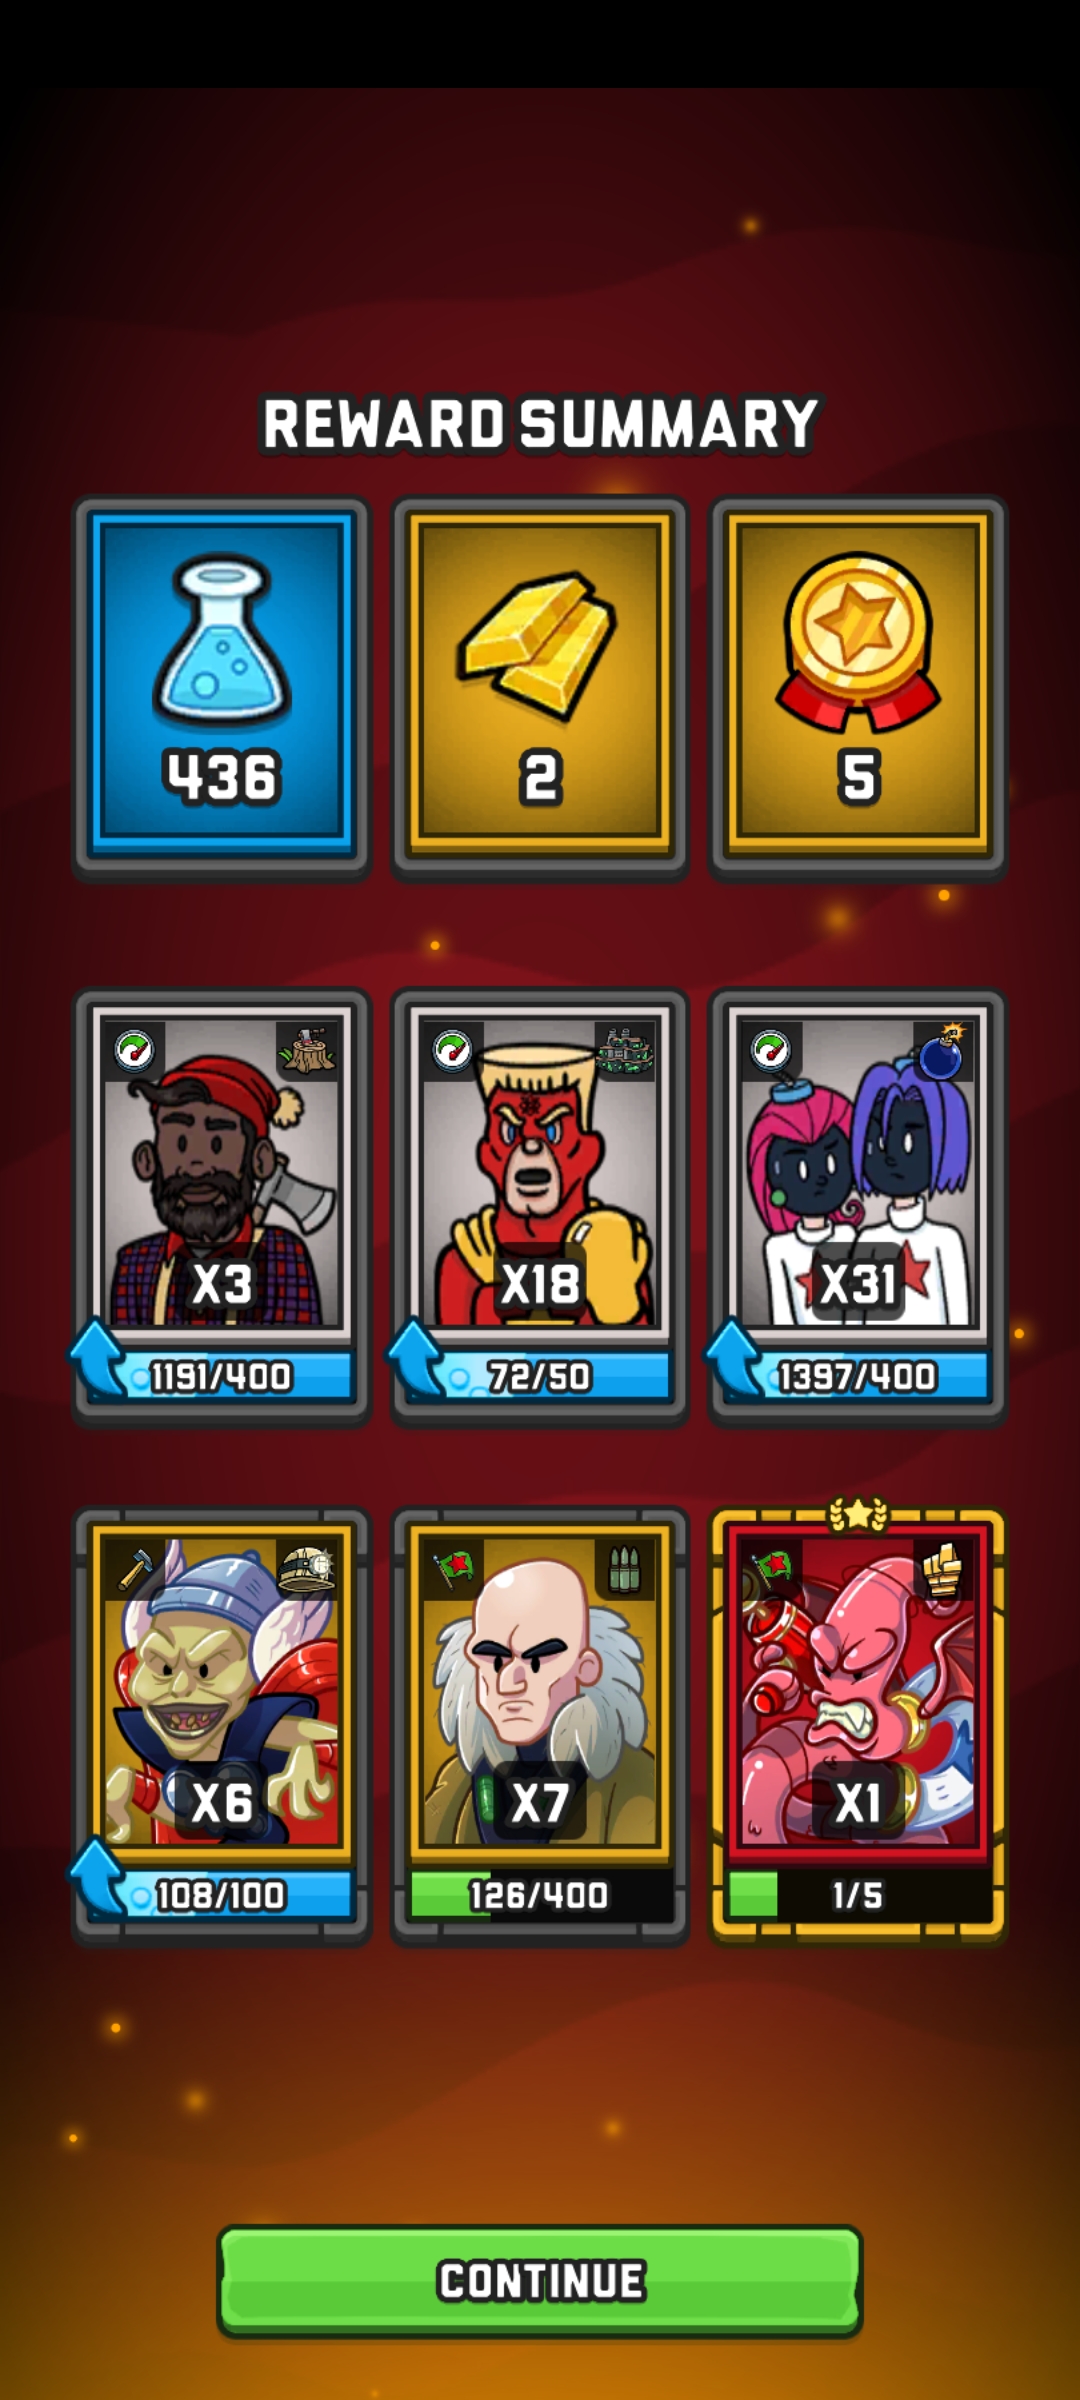 REWARD SUMMARY
436
2
5
X3
X18
X31
1191/400
72/50
1397/400
X6
X7
X1
108/100
126/400
1/5
CONTINUE